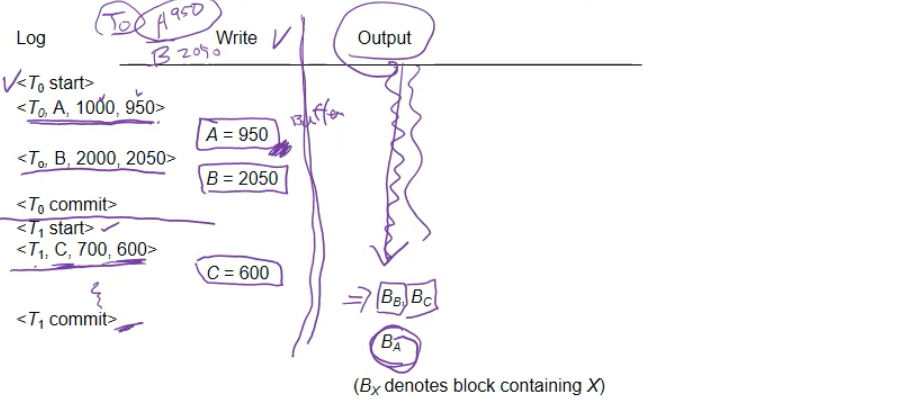 T0 A950
Log Write Output
B 2050
<T0 start>
<T0, A, 1000, 950>
Buffer
A = 950
<To, B, 2000, 2050>
B = 2050
<T0 commit>
<T1 start>
<T1, C, 700, 600>
C = 600
BB, BC
<T1 commit>
BA
(BX denotes block containing X)